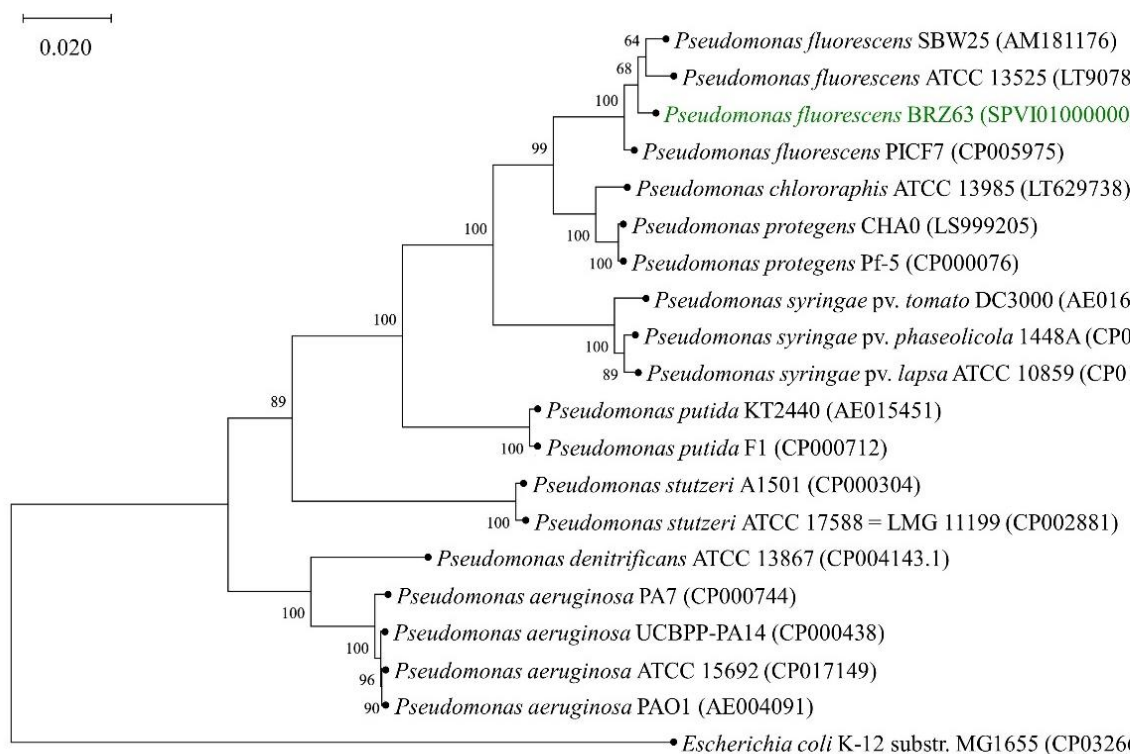 0.020
64
Pseudomonas fluorescens SBW25 (AM181176)
68
Pseudomonas fluorescens ATCC 13525 (LT9078
100
Pseudomonas fluorescens BRZ63 (SPVI01000000
Pseudomonas fluorescens PICF7 (CP005975)
99
Pseudomonas chlororaphis ATCC 13985 (LT629738)
100
Pseudomonas protegens CHA0 (LS999205)
100
100
Pseudomonas protegens Pf-5 (CP000076)
Pseudomonas syringae pv. tomato DC3000 (AE016
100
Pseudomonas syringae pv. phaseolicola 1448A (CP0
100
89
Pseudomonas syringae pv. lapsa ATCC 10859 (CP0
89
Pseudomonas putida KT2440 (AE015451)
100
Pseudomonas putida F1 (CP000712)
Pseudomonas stutzeri A1501 (CP000304)
100
Pseudomonas stutzeri ATCC 17588 = LMG 11199 (CP002881)
Pseudomonas denitrificans ATCC 13867 (CP004143.1)
100
Pseudomonas aeruginosa PA7 (CP000744)
100
Pseudomonas aeruginosa UCBPP-PA14 (CP000438)
96
Pseudomonas aeruginosa ATCC 15692 (CP017149)
90
Pseudomonas aeruginosa PAO1 (AE004091)
Escherichia coli K-12 substr. MG1655 (CP0326